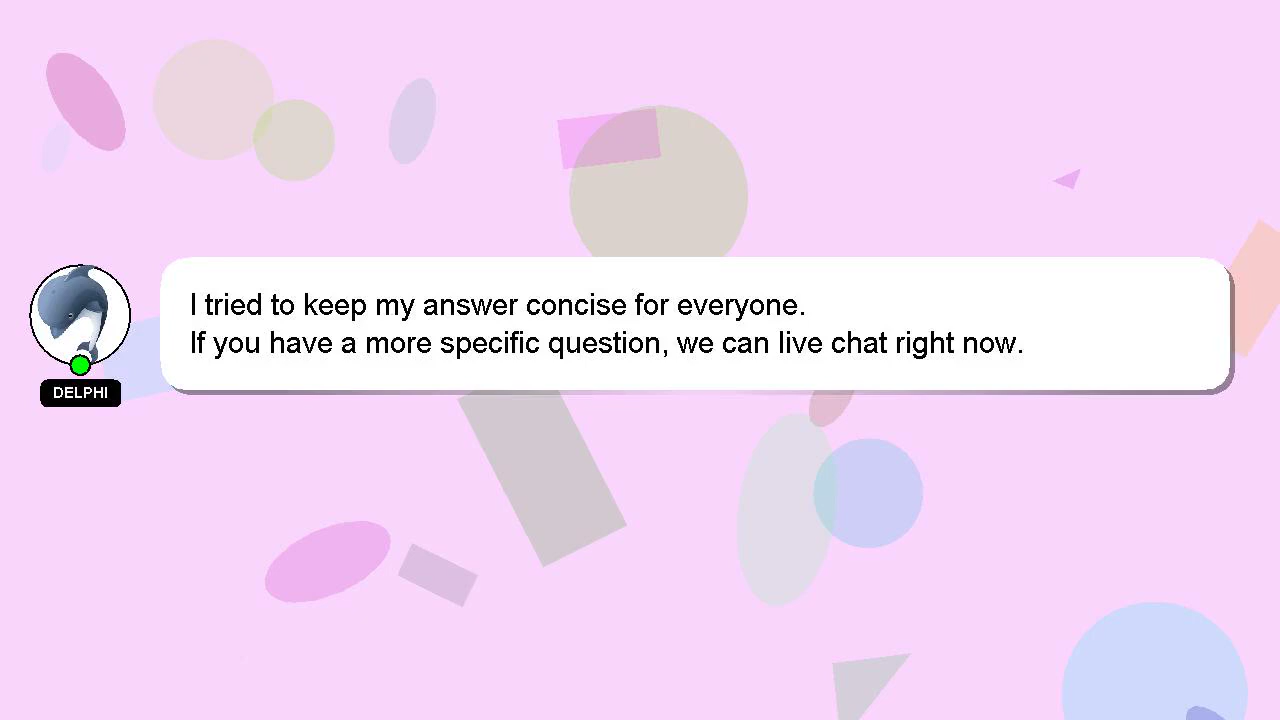 I tried to keep my answer concise for everyone.
If you have a more specific question, we can live chat right now.
DELPHI